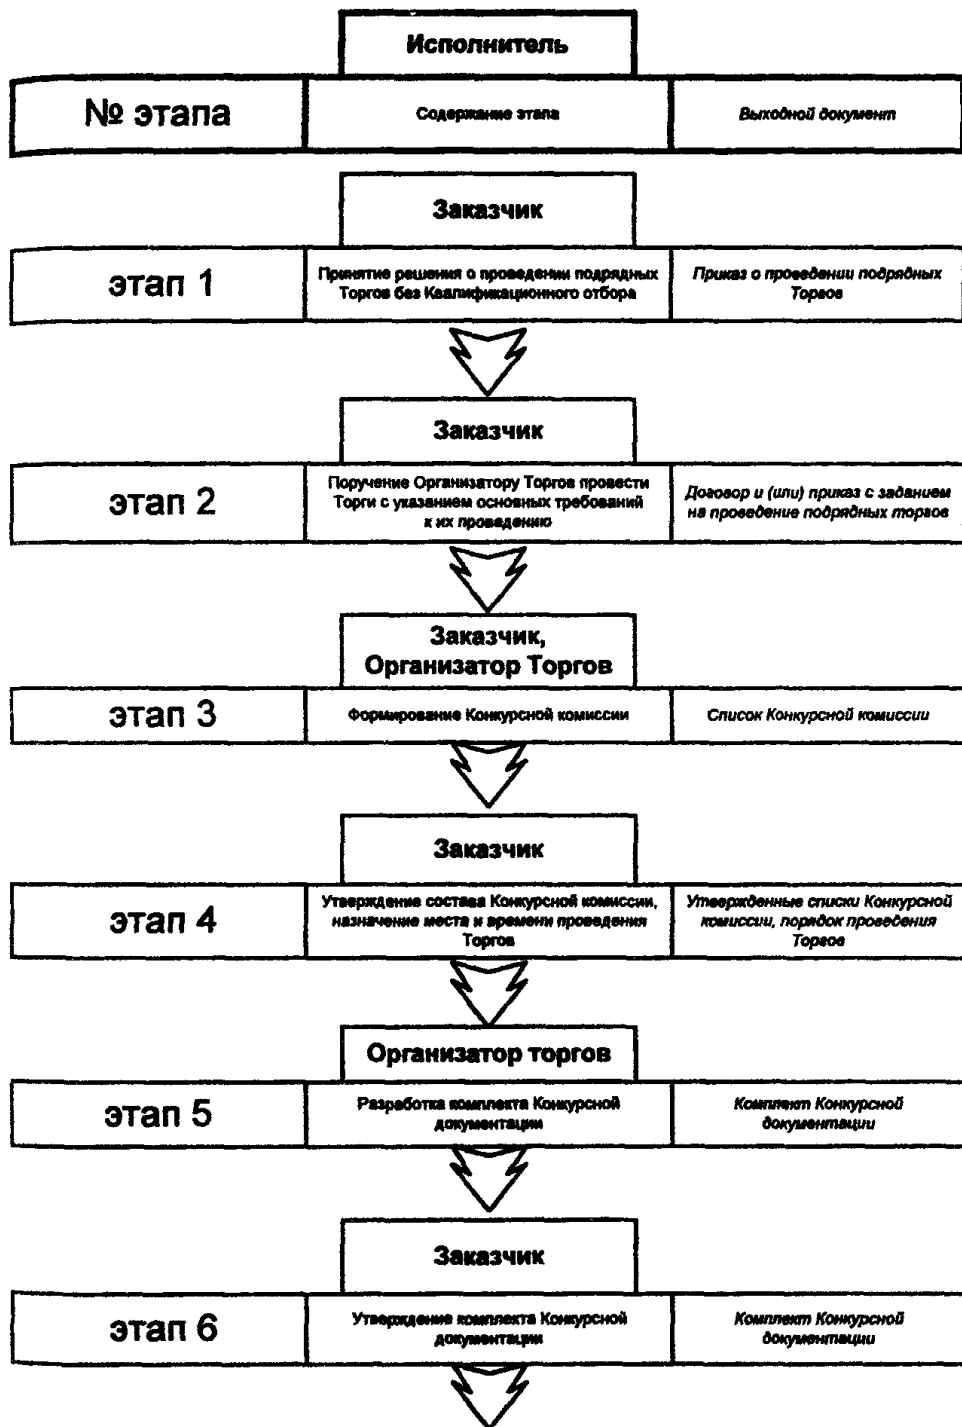 Исполнитель
№ этапа
Содержание этапа
Выходной документ
Заказчик
этап 1
Принятие решения о проведении подрядных
Торгов без Квалификационного отбора
Приказ о проведении подрядных
Торгов
Заказчик
этап 2
Поручение Организатору Торгов провести
Торги с указанием основных требований
к их проведению
Договор и (или) приказ с заданием
на проведение подрядных торгов
Заказчик,
Организатор Торгов
этап 3
Формирование Конкурсной комиссии
Список Конкурсной комиссии
Заказчик
этап 4
Утверждение состава Конкурсной комиссии,
назначение места и времени проведения
Торгов
Утвержденные списки Конкурсной
комиссии, порядок проведения
Торгов
Организатор торгов
этап 5
Разработка комплекта Конкурсной
документации
Комплект Конкурсной
документации
Заказчик
этап 6
Утверждение комплекта Конкурсной
документации
Комплект Конкурсной
документации